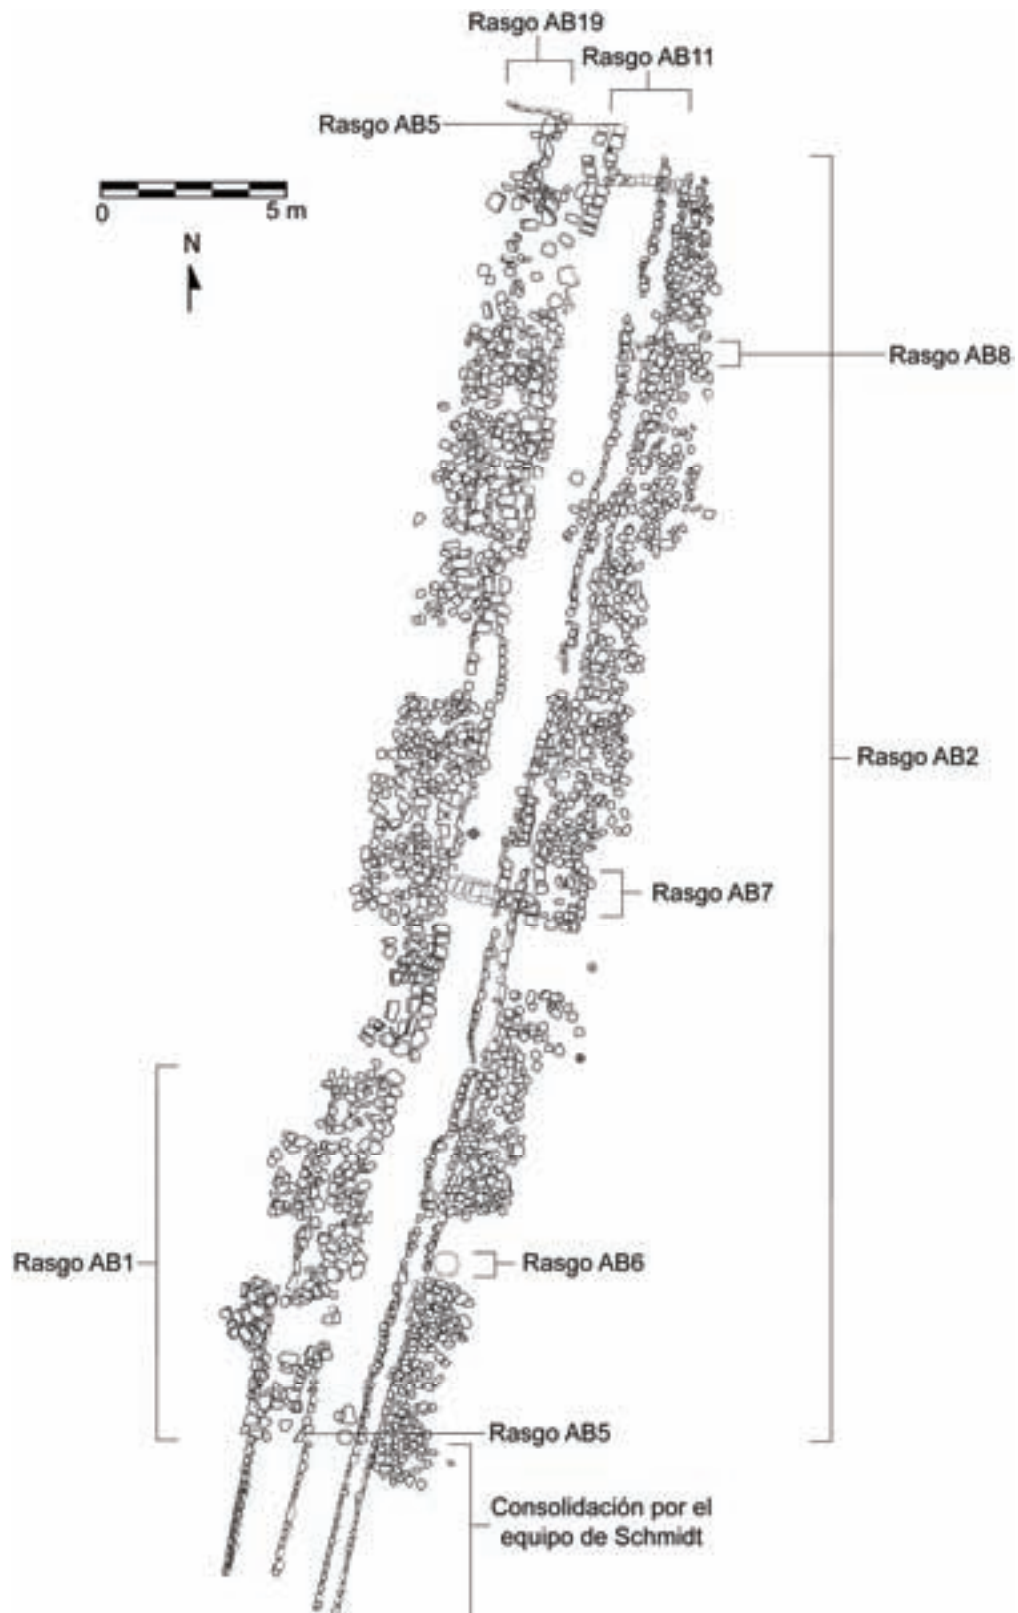 Rasgo AB19
Rasgo AB11
Rasgo AB5
0 5 m
N
Rasgo AB8
Rasgo AB2
Rasgo AB7
Rasgo AB1
Rasgo AB6
Rasgo AB5
Consolidación por el
equipo de Schmidt